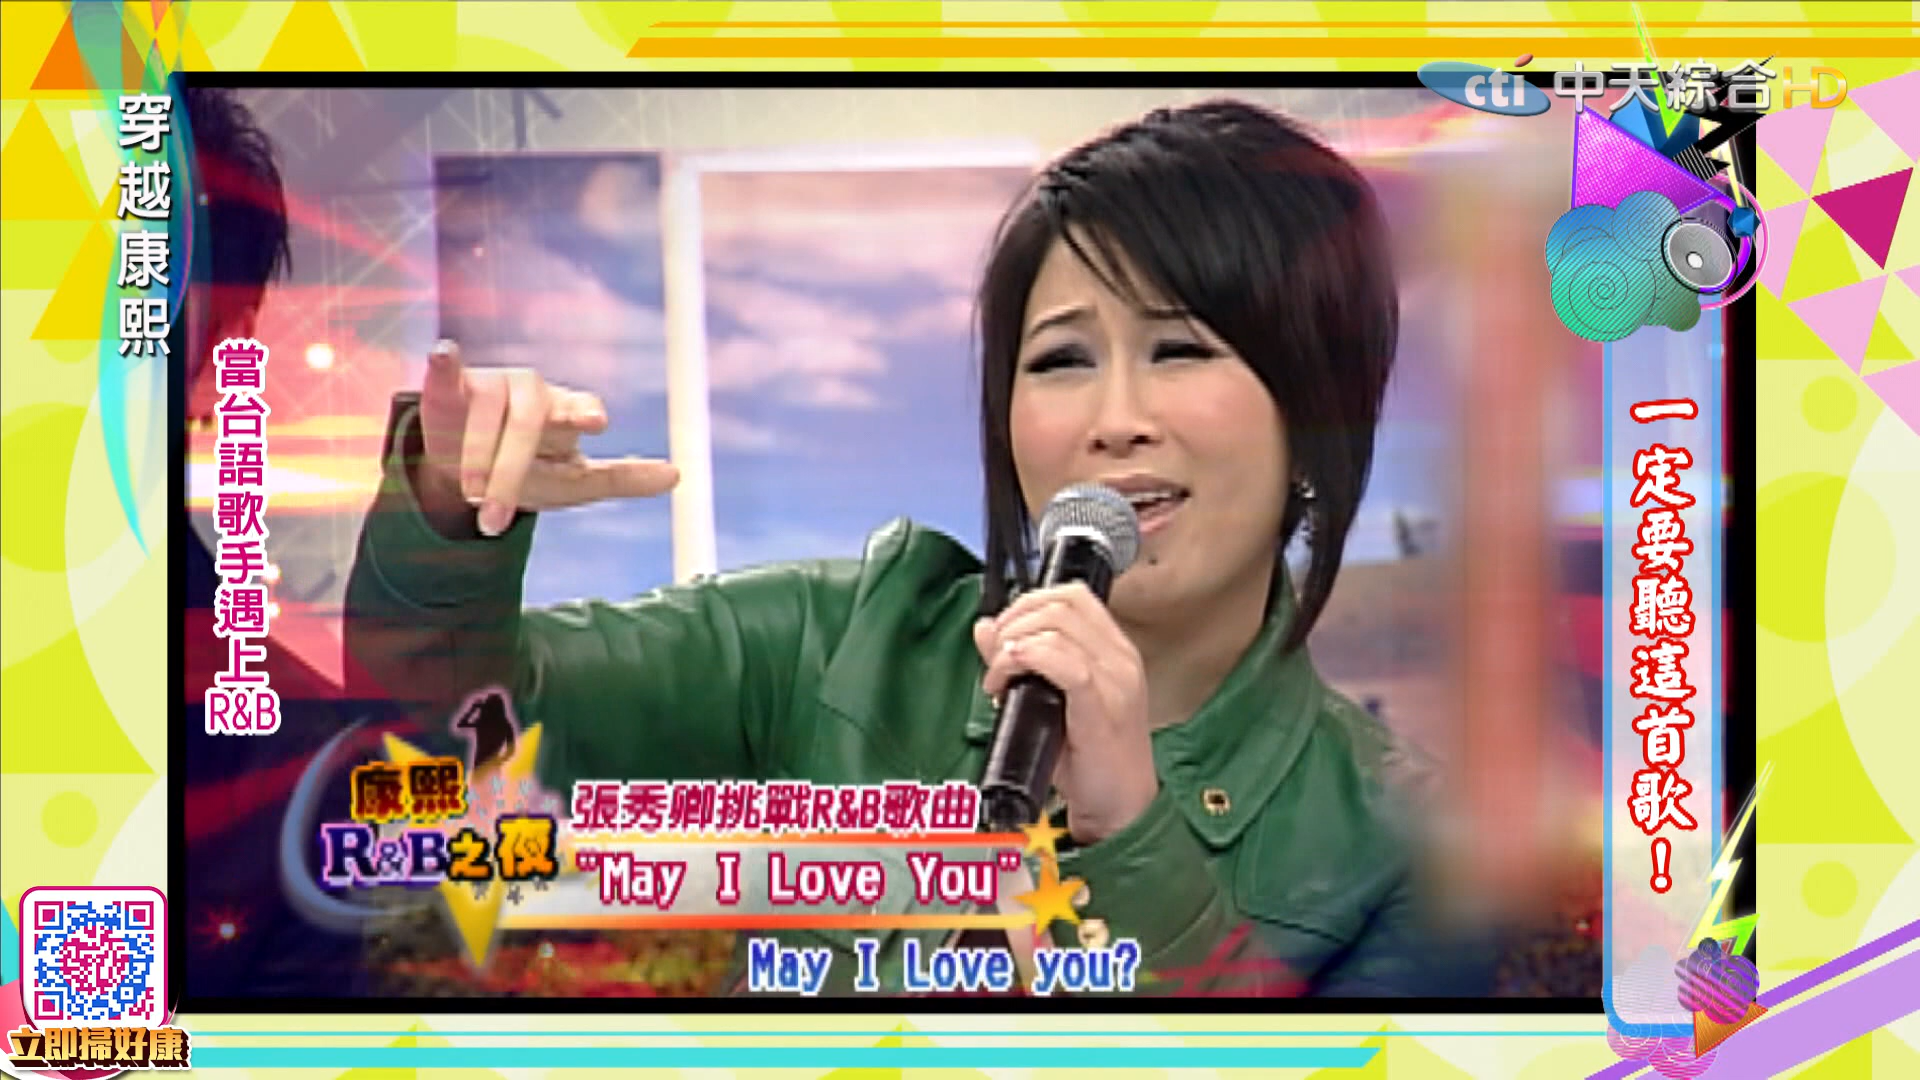 cti 中天綜合HD
穿越康熙
當台語歌手遇上R&B
一定要聽這首歌！
康熙
R&B之夜
張秀卿挑戰R&B歌曲
"May I Love You"
May I Love you?
立即掃好康